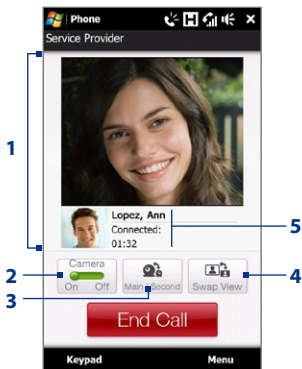 Phone
H
Service Provider
1
Lopez, Ann
Connected:
01:32
5
Camera
On Off
Main/Second
Swap View
2
3
4
End Call
Keypad Menu